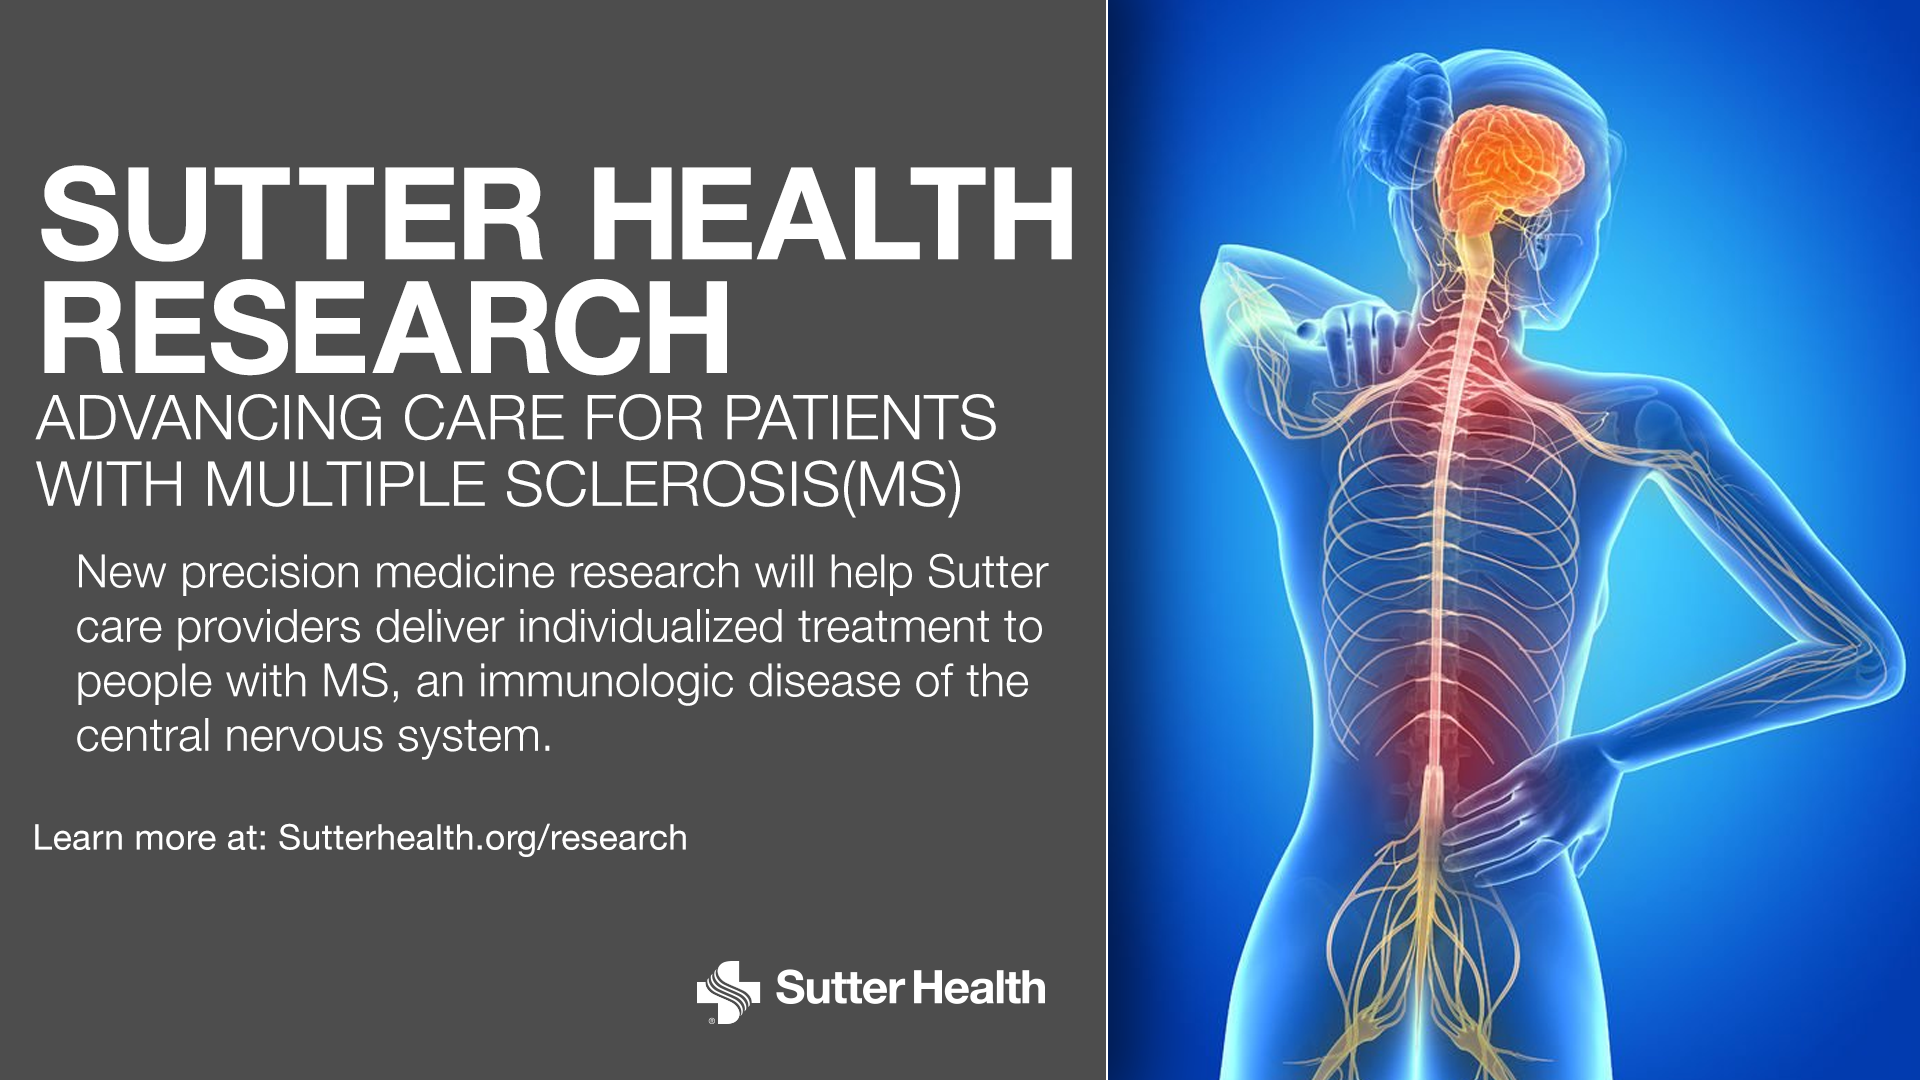 SUTTER HEALTH
RESEARCH
ADVANCING CARE FOR PATIENTS
WITH MULTIPLE SCLEROSIS(MS)
New precision medicine research will help Sutter
care providers deliver individualized treatment to
people with MS, an immunologic disease of the
central nervous system.
Learn more at: Sutterhealth.org/research
® Sutter Health